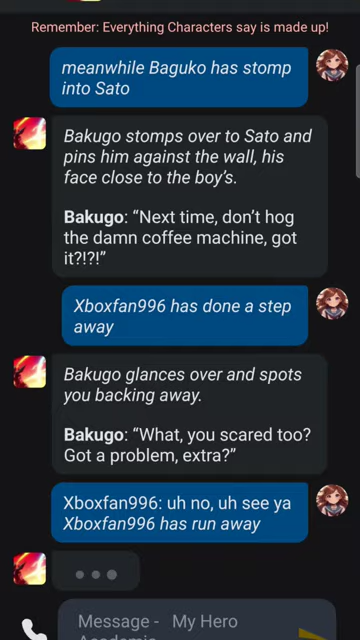 Remember: Everything Characters say is made up!
meanwhile Baguko has stomp
into Sato
Bakugo stomps over to Sato and
pins him against the wall, his
face close to the boy's.
Bakugo: “Next time, don't hog
the damn coffee machine, got
it?!?!”
Xboxfan996 has done a step
away
Bakugo glances over and spots
you backing away.
Bakugo: “What, you scared too?
Got a problem, extra?”
Xboxfan996: uh no, uh see ya
Xboxfan996 has run away
Message - My Hero
Academia